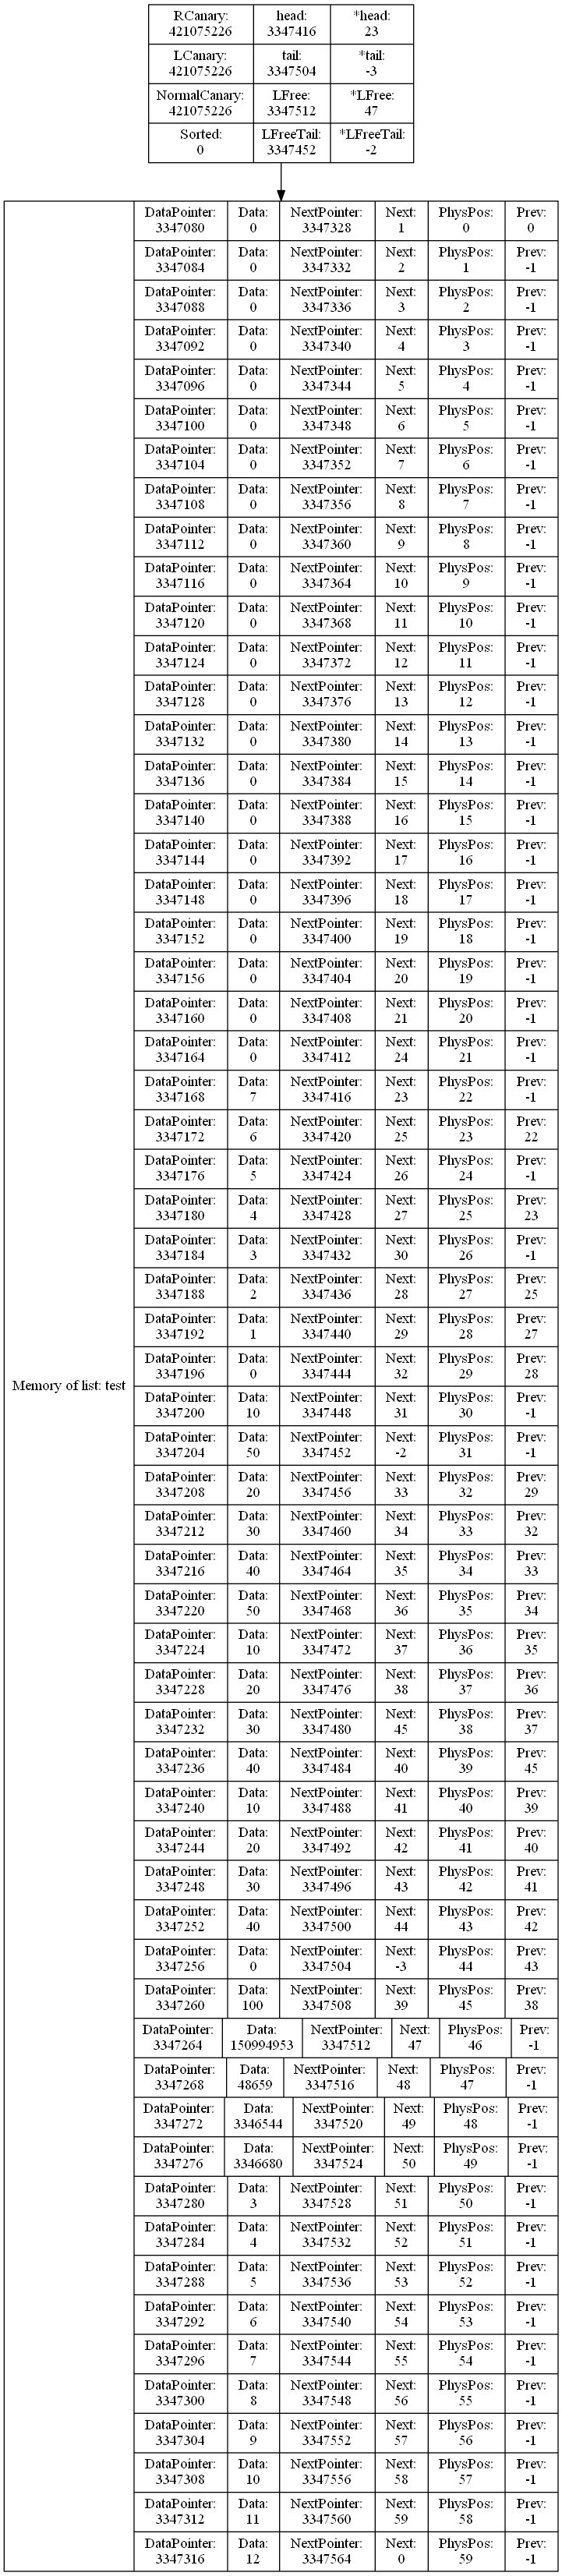 RCanary: head: *head:
421075226 3347416 23
LCanary: tail: *tail:
421075226 3347504 -3
NormalCanary: LFree: *LFree:
421075226 3347512 47
Sorted: LFreeTail: *LFreeTail:
0 3347452 -2
Memory of list: test
DataPointer: Data: NextPointer: Next: PhysPos: Prev:
3347080 0 3347328 1 0 0
DataPointer: Data: NextPointer: Next: PhysPos: Prev:
3347084 0 3347332 2 1 -1
DataPointer: Data: NextPointer: Next: PhysPos: Prev:
3347088 0 3347336 3 2 -1
DataPointer: Data: NextPointer: Next: PhysPos: Prev:
3347092 0 3347340 4 3 -1
DataPointer: Data: NextPointer: Next: PhysPos: Prev:
3347096 0 3347344 5 4 -1
DataPointer: Data: NextPointer: Next: PhysPos: Prev:
3347100 0 3347348 6 5 -1
DataPointer: Data: NextPointer: Next: PhysPos: Prev:
3347104 0 3347352 7 6 -1
DataPointer: Data: NextPointer: Next: PhysPos: Prev:
3347108 0 3347356 8 7 -1
DataPointer: Data: NextPointer: Next: PhysPos: Prev:
3347112 0 3347360 9 8 -1
DataPointer: Data: NextPointer: Next: PhysPos: Prev:
3347116 0 3347364 10 9 -1
DataPointer: Data: NextPointer: Next: PhysPos: Prev:
3347120 0 3347368 11 10 -1
DataPointer: Data: NextPointer: Next: PhysPos: Prev:
3347124 0 3347372 12 11 -1
DataPointer: Data: NextPointer: Next: PhysPos: Prev:
3347128 0 3347376 13 12 -1
DataPointer: Data: NextPointer: Next: PhysPos: Prev:
3347132 0 3347380 14 13 -1
DataPointer: Data: NextPointer: Next: PhysPos: Prev:
3347136 0 3347384 15 14 -1
DataPointer: Data: NextPointer: Next: PhysPos: Prev:
3347140 0 3347388 16 15 -1
DataPointer: Data: NextPointer: Next: PhysPos: Prev:
3347144 0 3347392 17 16 -1
DataPointer: Data: NextPointer: Next: PhysPos: Prev:
3347148 0 3347396 18 17 -1
DataPointer: Data: NextPointer: Next: PhysPos: Prev:
3347152 0 3347400 19 18 -1
DataPointer: Data: NextPointer: Next: PhysPos: Prev:
3347156 0 3347404 20 19 -1
DataPointer: Data: NextPointer: Next: PhysPos: Prev:
3347160 0 3347408 21 20 -1
DataPointer: Data: NextPointer: Next: PhysPos: Prev:
3347164 0 3347412 24 21 -1
DataPointer: Data: NextPointer: Next: PhysPos: Prev:
3347168 7 3347416 23 22 -1
DataPointer: Data: NextPointer: Next: PhysPos: Prev:
3347172 6 3347420 25 23 22
DataPointer: Data: NextPointer: Next: PhysPos: Prev:
3347176 5 3347424 26 24 -1
DataPointer: Data: NextPointer: Next: PhysPos: Prev:
3347180 4 3347428 27 25 23
DataPointer: Data: NextPointer: Next: PhysPos: Prev:
3347184 3 3347432 30 26 -1
DataPointer: Data: NextPointer: Next: PhysPos: Prev:
3347188 2 3347436 28 27 25
DataPointer: Data: NextPointer: Next: PhysPos: Prev:
3347192 1 3347440 29 28 27
DataPointer: Data: NextPointer: Next: PhysPos: Prev:
3347196 0 3347444 32 29 28
DataPointer: Data: NextPointer: Next: PhysPos: Prev:
3347200 10 3347448 31 30 -1
DataPointer: Data: NextPointer: Next: PhysPos: Prev:
3347204 50 3347452 -2 31 -1
DataPointer: Data: NextPointer: Next: PhysPos: Prev:
3347208 20 3347456 33 32 29
DataPointer: Data: NextPointer: Next: PhysPos: Prev:
3347212 30 3347460 34 33 32
DataPointer: Data: NextPointer: Next: PhysPos: Prev:
3347216 40 3347464 35 34 33
DataPointer: Data: NextPointer: Next: PhysPos: Prev:
3347220 50 3347468 36 35 34
DataPointer: Data: NextPointer: Next: PhysPos: Prev:
3347224 10 3347472 37 36 35
DataPointer: Data: NextPointer: Next: PhysPos: Prev:
3347228 20 3347476 38 37 36
DataPointer: Data: NextPointer: Next: PhysPos: Prev:
3347232 30 3347480 45 38 37
DataPointer: Data: NextPointer: Next: PhysPos: Prev:
3347236 40 3347484 40 39 45
DataPointer: Data: NextPointer: Next: PhysPos: Prev:
3347240 10 3347488 41 40 39
DataPointer: Data: NextPointer: Next: PhysPos: Prev:
3347244 20 3347492 42 41 40
DataPointer: Data: NextPointer: Next: PhysPos: Prev:
3347248 30 3347496 43 42 41
DataPointer: Data: NextPointer: Next: PhysPos: Prev:
3347252 40 3347500 44 43 42
DataPointer: Data: NextPointer: Next: PhysPos: Prev:
3347256 0 3347504 -3 44 43
DataPointer: Data: NextPointer: Next: PhysPos: Prev:
3347260 100 3347508 39 45 38
DataPointer: Data: NextPointer: Next: PhysPos: Prev:
3347264 150994953 3347512 47 46 -1
DataPointer: Data: NextPointer: Next: PhysPos: Prev:
3347268 48659 3347516 48 47 -1
DataPointer: Data: NextPointer: Next: PhysPos: Prev:
3347272 3346544 3347520 49 48 -1
DataPointer: Data: NextPointer: Next: PhysPos: Prev:
3347276 3346680 3347524 50 49 -1
DataPointer: Data: NextPointer: Next: PhysPos: Prev:
3347280 3 3347528 51 50 -1
DataPointer: Data: NextPointer: Next: PhysPos: Prev:
3347284 4 3347532 52 51 -1
DataPointer: Data: NextPointer: Next: PhysPos: Prev:
3347288 5 3347536 53 52 -1
DataPointer: Data: NextPointer: Next: PhysPos: Prev:
3347292 6 3347540 54 53 -1
DataPointer: Data: NextPointer: Next: PhysPos: Prev:
3347296 7 3347544 55 54 -1
DataPointer: Data: NextPointer: Next: PhysPos: Prev:
3347300 8 3347548 56 55 -1
DataPointer: Data: NextPointer: Next: PhysPos: Prev:
3347304 9 3347552 57 56 -1
DataPointer: Data: NextPointer: Next: PhysPos: Prev:
3347308 10 3347556 58 57 -1
DataPointer: Data: NextPointer: Next: PhysPos: Prev:
3347312 11 3347560 59 58 -1
DataPointer: Data: NextPointer: Next: PhysPos: Prev:
3347316 12 3347564 0 59 -1